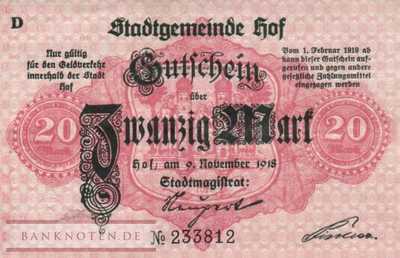 D
Stadtgemeinde Hof
Nur gültig
für den Geldverkehr
innerhalb der Stadt
Hof
Vom 1. Februar 1919 ab
kann dieser Gutschein auf-
gerufen und gegen andere
gesetzliche Zahlungsmittel
eingezogen werden
Gutschein
über
20
Zwanzig Mark
20
Hof, am 9. November 1918
Stadtmagistrat:
Neupert
BANKNOTEN.DE
№ 233812